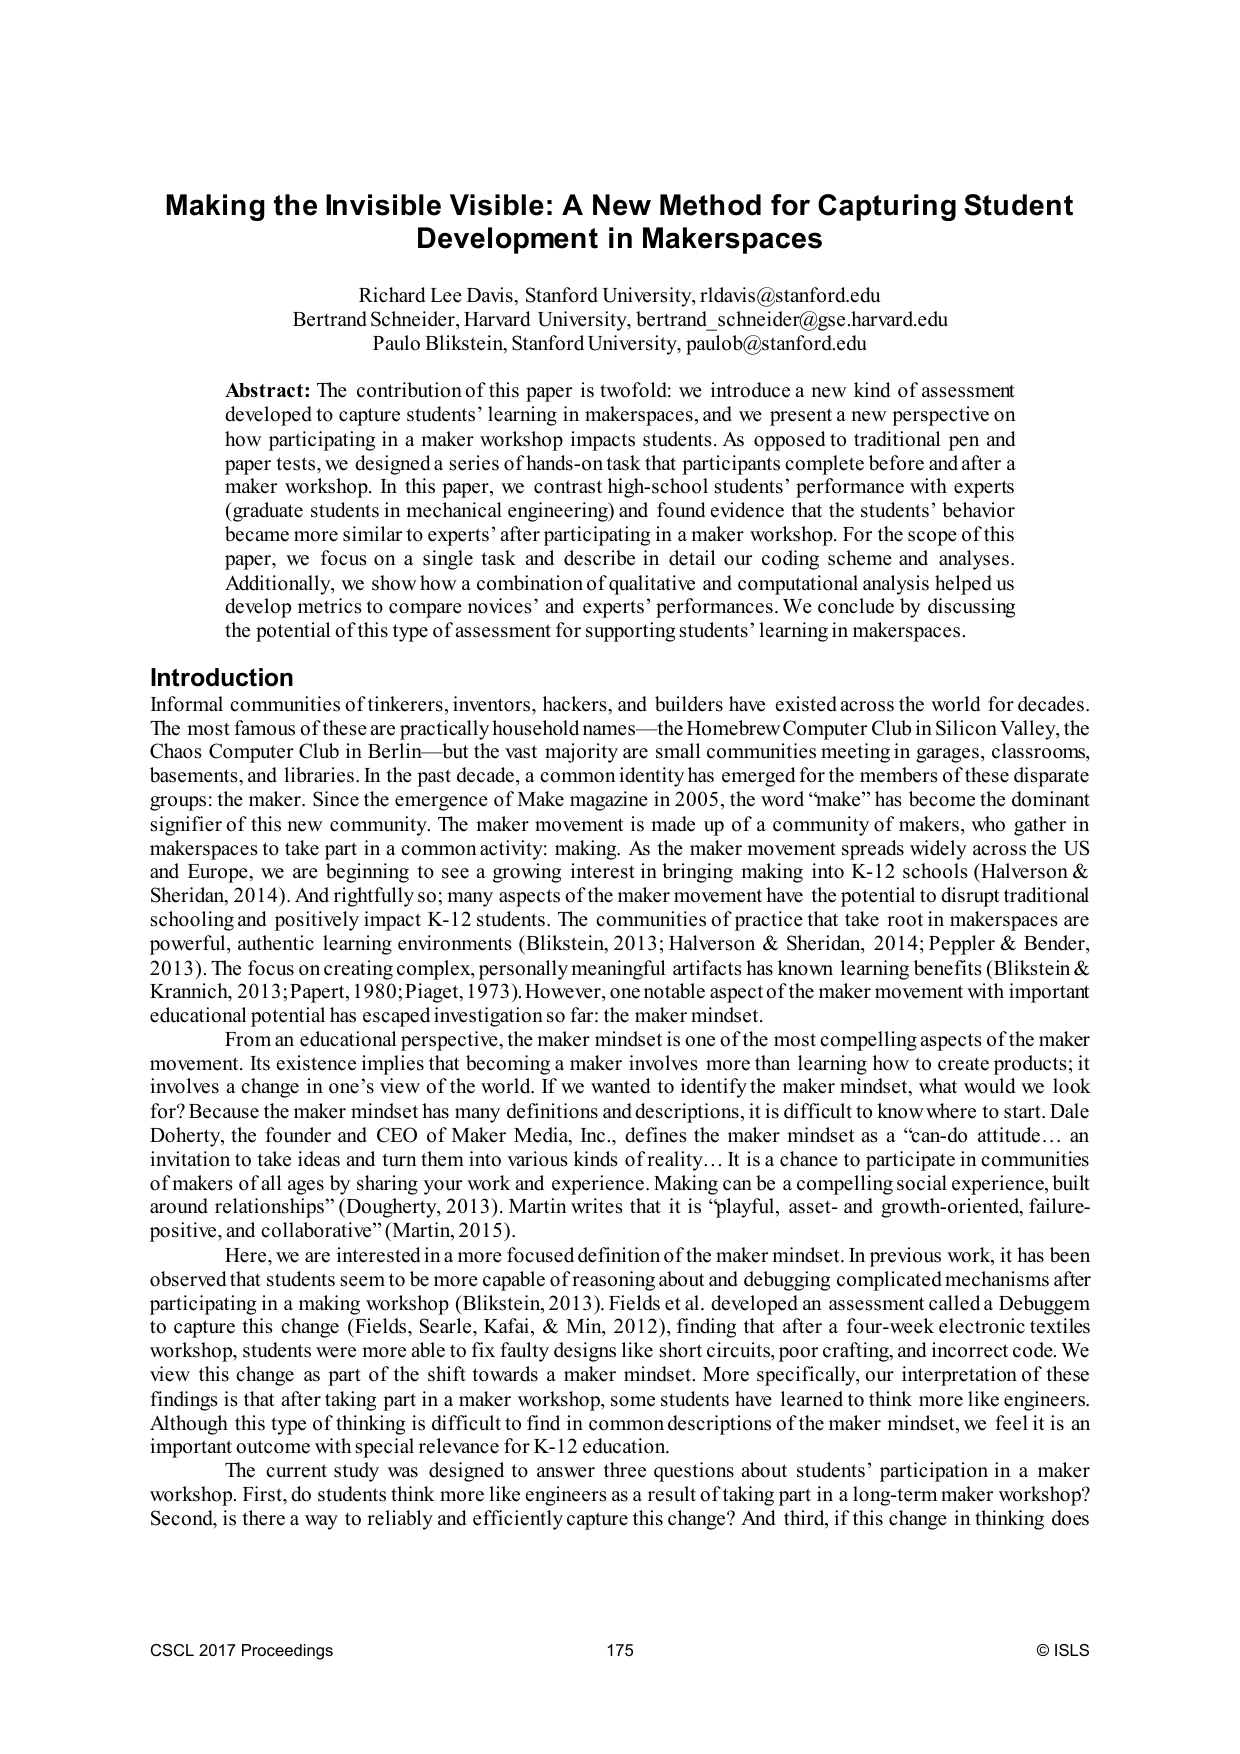 Making the Invisible Visible: A New Method for Capturing Student
Development in Makerspaces
Richard Lee Davis, Stanford University, rldavis@stanford.edu
Bertrand Schneider, Harvard University, bertrand_schneider@gse.harvard.edu
Paulo Blikstein, Stanford University, paulob@stanford.edu
Abstract: The contribution of this paper is twofold: we introduce a new kind of assessment
developed to capture students’ learning in makerspaces, and we present a new perspective on
how participating in a maker workshop impacts students. As opposed to traditional pen and
paper tests, we designed a series of hands-on task that participants complete before and after a
maker workshop. In this paper, we contrast high-school students’ performance with experts
(graduate students in mechanical engineering) and found evidence that the students’ behavior
became more similar to experts’ after participating in a maker workshop. For the scope of this
paper, we focus on a single task and describe in detail our coding scheme and analyses.
Additionally, we show how a combination of qualitative and computational analysis helped us
develop metrics to compare novices’ and experts’ performances. We conclude by discussing
the potential of this type of assessment for supporting students’ learning in makerspaces.
Introduction
Informal communities of tinkerers, inventors, hackers, and builders have existed across the world for decades.
The most famous of these are practically household names—the Homebrew Computer Club in Silicon Valley, the
Chaos Computer Club in Berlin—but the vast majority are small communities meeting in garages, classrooms,
basements, and libraries. In the past decade, a common identity has emerged for the members of these disparate
groups: the maker. Since the emergence of Make magazine in 2005, the word “make” has become the dominant
signifier of this new community. The maker movement is made up of a community of makers, who gather in
makerspaces to take part in a common activity: making. As the maker movement spreads widely across the US
and Europe, we are beginning to see a growing interest in bringing making into K-12 schools (Halverson &
Sheridan, 2014). And rightfully so; many aspects of the maker movement have the potential to disrupt traditional
schooling and positively impact K-12 students. The communities of practice that take root in makerspaces are
powerful, authentic learning environments (Blikstein, 2013; Halverson & Sheridan, 2014; Peppler & Bender,
2013). The focus on creating complex, personally meaningful artifacts has known learning benefits (Blikstein &
Krannich, 2013; Papert, 1980; Piaget, 1973). However, one notable aspect of the maker movement with important
educational potential has escaped investigation so far: the maker mindset.
From an educational perspective, the maker mindset is one of the most compelling aspects of the maker
movement. Its existence implies that becoming a maker involves more than learning how to create products; it
involves a change in one’s view of the world. If we wanted to identify the maker mindset, what would we look
for? Because the maker mindset has many definitions and descriptions, it is difficult to know where to start. Dale
Doherty, the founder and CEO of Maker Media, Inc., defines the maker mindset as a “can-do attitude… an
invitation to take ideas and turn them into various kinds of reality… It is a chance to participate in communities
of makers of all ages by sharing your work and experience. Making can be a compelling social experience, built
around relationships” (Dougherty, 2013). Martin writes that it is “playful, asset- and growth-oriented, failure-
positive, and collaborative” (Martin, 2015).
Here, we are interested in a more focused definition of the maker mindset. In previous work, it has been
observed that students seem to be more capable of reasoning about and debugging complicated mechanisms after
participating in a making workshop (Blikstein, 2013). Fields et al. developed an assessment called a Debuggem
to capture this change (Fields, Searle, Kafai, & Min, 2012), finding that after a four-week electronic textiles
workshop, students were more able to fix faulty designs like short circuits, poor crafting, and incorrect code. We
view this change as part of the shift towards a maker mindset. More specifically, our interpretation of these
findings is that after taking part in a maker workshop, some students have learned to think more like engineers.
Although this type of thinking is difficult to find in common descriptions of the maker mindset, we feel it is an
important outcome with special relevance for K-12 education.
The current study was designed to answer three questions about students’ participation in a maker
workshop. First, do students think more like engineers as a result of taking part in a long-term maker workshop?
Second, is there a way to reliably and efficiently capture this change? And third, if this change in thinking does
CSCL 2017 Proceedings
175
© ISLS